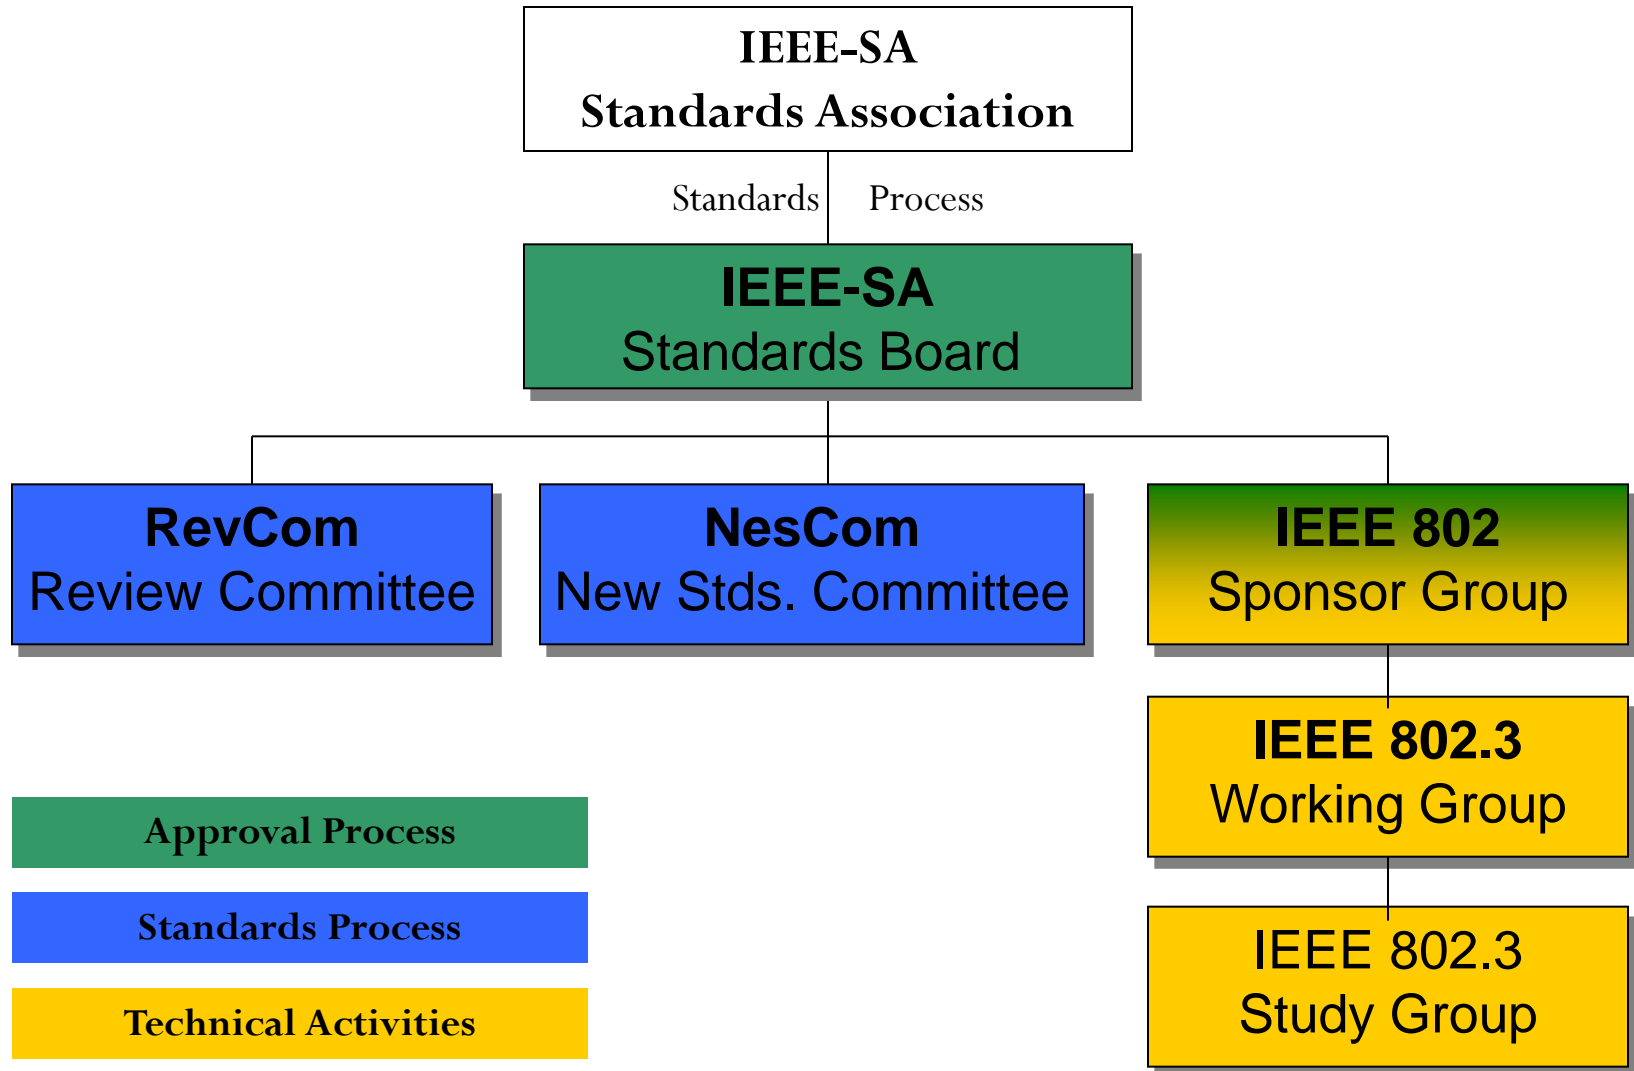 IEEE-SA
Standards Association
Standards Process
IEEE-SA
Standards Board
RevCom
Review Committee
NesCom
New Stds. Committee
IEEE 802
Sponsor Group
IEEE 802.3
Working Group
IEEE 802.3
Study Group
Approval Process
Standards Process
Technical Activities